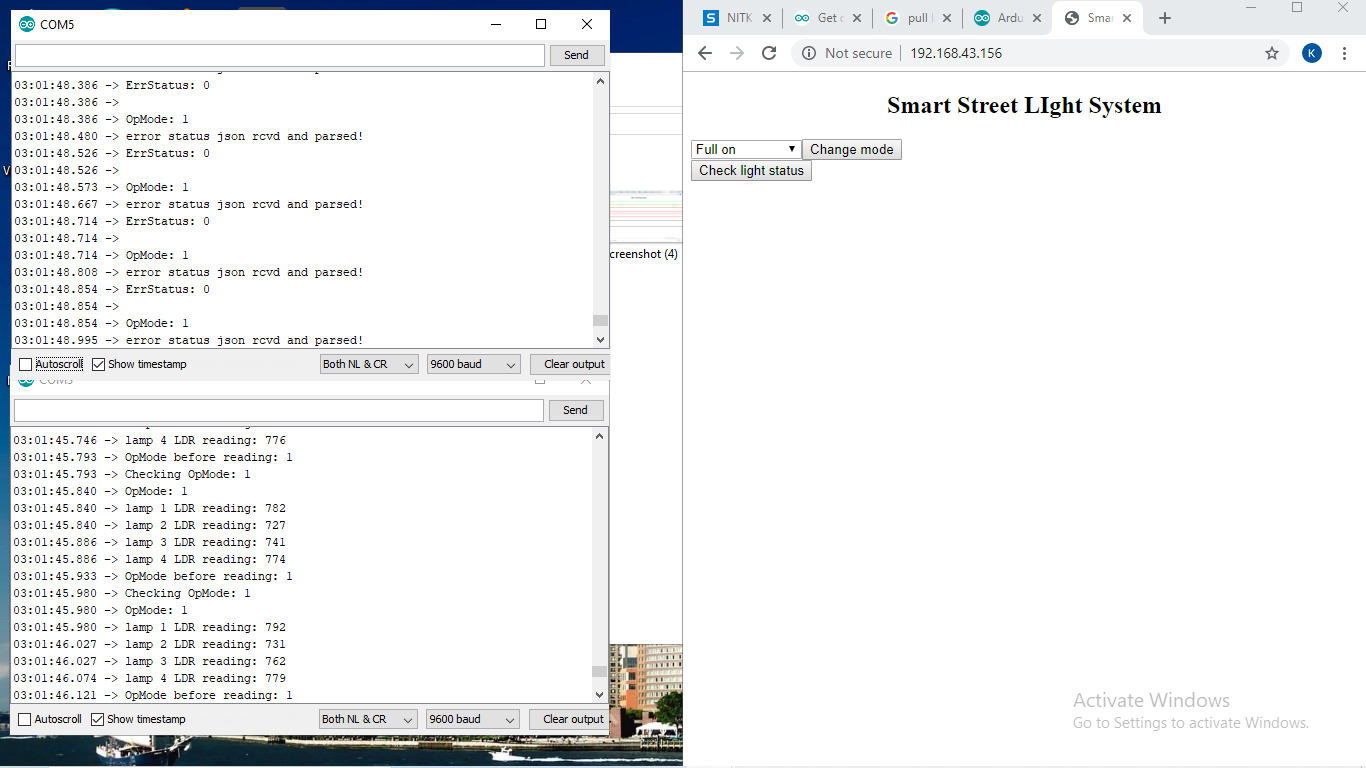 COM5
Send
03:01:48.386 -> ErrStatus: 0
03:01:48.386 ->
03:01:48.386 -> OpMode: 1
03:01:48.480 -> error status json rcvd and parsed!
03:01:48.526 -> ErrStatus: 0
03:01:48.526 ->
03:01:48.573 -> OpMode: 1
03:01:48.667 -> error status json rcvd and parsed!
03:01:48.714 -> ErrStatus: 0
03:01:48.714 ->
03:01:48.714 -> OpMode: 1
03:01:48.808 -> error status json rcvd and parsed!
03:01:48.854 -> ErrStatus: 0
03:01:48.854 ->
03:01:48.854 -> OpMode: 1
03:01:48.995 -> error status json rcvd and parsed!
Autoscroll Show timestamp Both NL & CR 9600 baud Clear output
Send
03:01:45.746 -> lamp 4 LDR reading: 776
03:01:45.793 -> OpMode before reading: 1
03:01:45.793 -> Checking OpMode: 1
03:01:45.840 -> OpMode: 1
03:01:45.840 -> lamp 1 LDR reading: 782
03:01:45.840 -> lamp 2 LDR reading: 727
03:01:45.886 -> lamp 3 LDR reading: 741
03:01:45.886 -> lamp 4 LDR reading: 774
03:01:45.933 -> OpMode before reading: 1
03:01:45.980 -> Checking OpMode: 1
03:01:45.980 -> OpMode: 1
03:01:45.980 -> lamp 1 LDR reading: 792
03:01:46.027 -> lamp 2 LDR reading: 731
03:01:46.027 -> lamp 3 LDR reading: 762
03:01:46.074 -> lamp 4 LDR reading: 779
03:01:46.121 -> OpMode before reading: 1
Autoscroll Show timestamp Both NL & CR 9600 baud Clear output
creenshot (4)
NITK Get pull Ardu Smar
Not secure 192.168.43.156
K
Smart Street LIght System
Full on Change mode
Check light status
Activate Windows
Go to Settings to activate Windows.